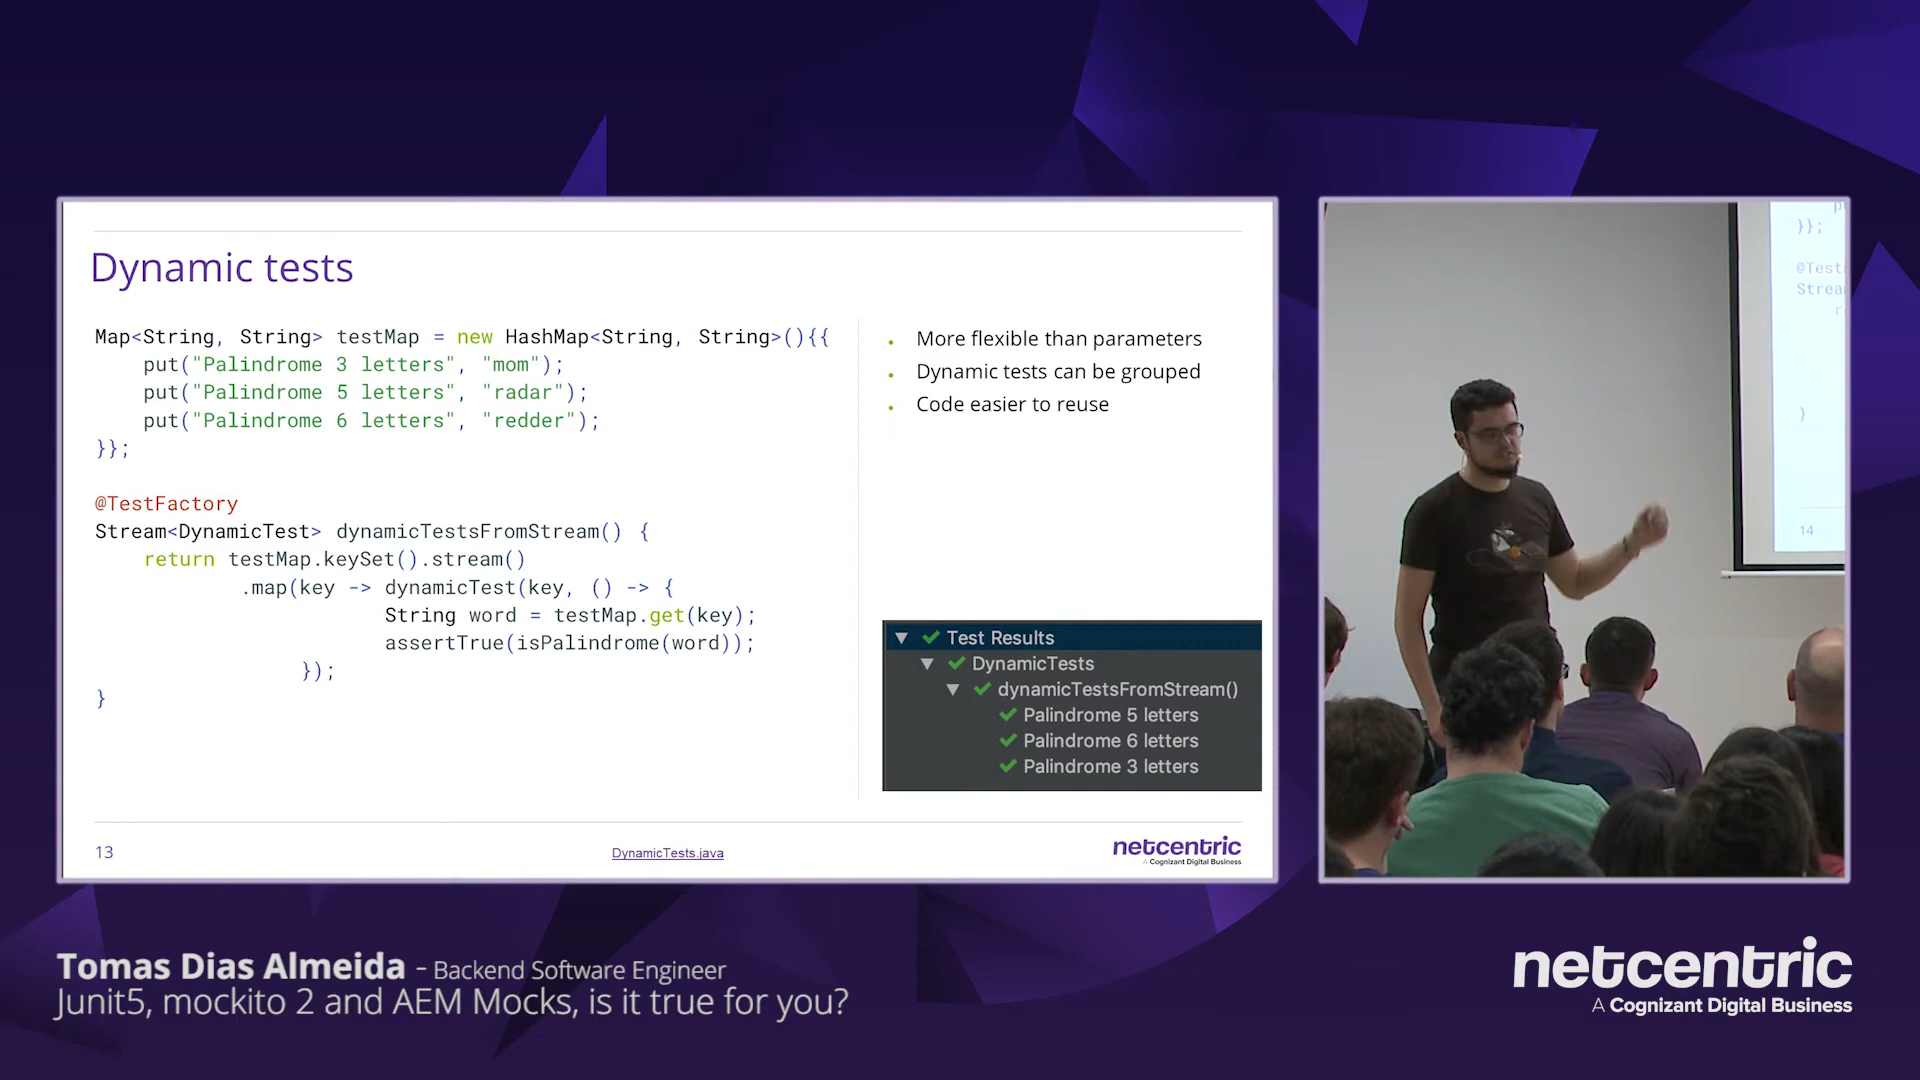 Dynamic tests
Map<String, String> testMap = new HashMap<String, String>(){{
put("Palindrome 3 letters", "mom");
put("Palindrome 5 letters", "radar");
put("Palindrome 6 letters", "redder");
}};
@TestFactory
Stream<DynamicTest> dynamicTestsFromStream() {
return testMap.keySet().stream()
.map(key -> dynamicTest(key, () -> {
String word = testMap.get(key);
assertTrue(isPalindrome(word));
});
}
More flexible than parameters
Dynamic tests can be grouped
Code easier to reuse
Test Results
DynamicTests
dynamicTestsFromStream()
Palindrome 5 letters
Palindrome 6 letters
Palindrome 3 letters
13
DynamicTests.java
netcentric
A Cognizant Digital Business
}};
@Test
Strea
r
}
14
Tomas Dias Almeida - Backend Software Engineer
Junit5, mockito 2 and AEM Mocks, is it true for you?
netcentric
A Cognizant Digital Business